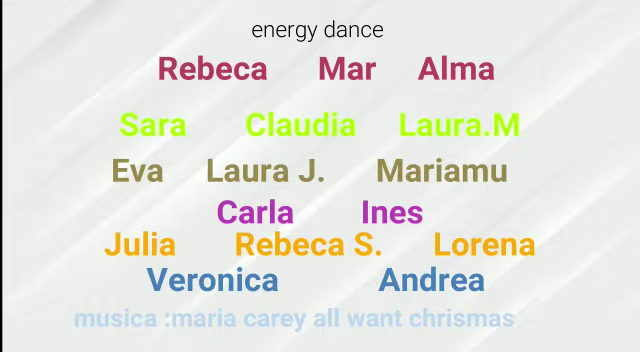 energy dance
Rebeca Mar Alma
Sara Claudia Laura.M
Eva Laura J. Mariamu
Carla Ines
Julia Rebeca S. Lorena
Veronica Andrea
musica :maria carey all want chrismas